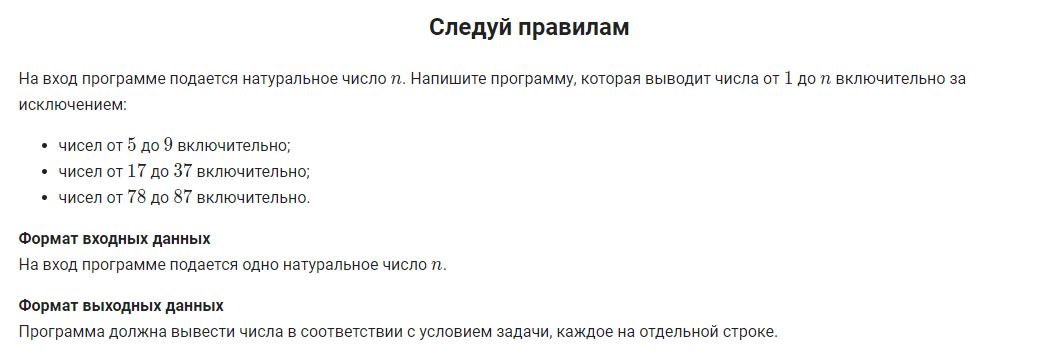 Следуй правилам
На вход программе подается натуральное число n. Напишите программу, которая выводит числа от 1 до n включительно за
исключением:
• чисел от 5 до 9 включительно;
• чисел от 17 до 37 включительно;
• чисел от 78 до 87 включительно.
Формат входных данных
На вход программе подается одно натуральное число n.
Формат выходных данных
Программа должна вывести числа в соответствии с условием задачи, каждое на отдельной строке.